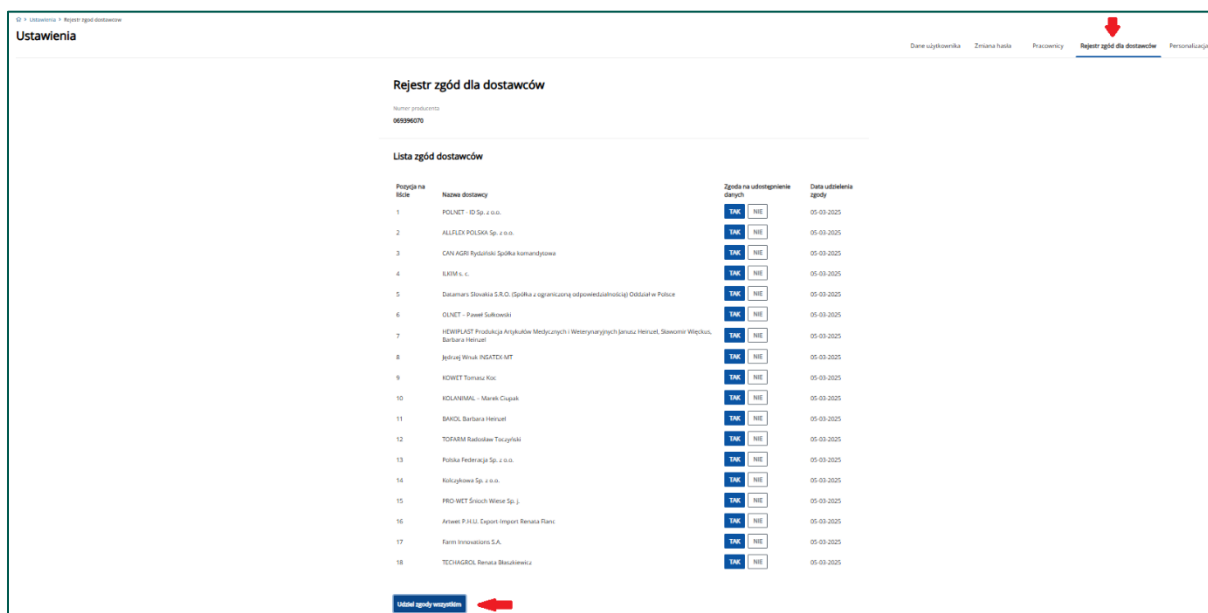 Ustawienia > Rejestr zgód dostawców
Ustawienia
Dane użytkownika Zmiana hasła Pracownicy Rejestr zgód dla dostawców Personalizacja
Rejestr zgód dla dostawców
Numer producenta
069396070
Lista zgód dostawców
Pozycja na liście Nazwa dostawcy Zgoda na udostępnienie danych Data udzielenia zgody
1 POLNET - ID Sp. z o.o. TAK NIE 05-03-2025
2 ALLFLEX POLSKA Sp. z o.o. TAK NIE 05-03-2025
3 CAN AGRI Rydziński Spółka komandytowa TAK NIE 05-03-2025
4 ILKIM s. c. TAK NIE 05-03-2025
5 Datamars Slovakia S.R.O. (Spółka z ograniczoną odpowiedzialnością) Oddział w Polsce TAK NIE 05-03-2025
6 OLNET – Paweł Sułkowski TAK NIE 05-03-2025
7 HEWIPLAST Produkcja Artykułów Medycznych i Weterynaryjnych Janusz Heinzel, Sławomir Więckus,
Barbara Heinzel TAK NIE 05-03-2025
8 Jędrzej Wnuk INSATEX-MT TAK NIE 05-03-2025
9 KOWET Tomasz Koc TAK NIE 05-03-2025
10 KOLANIMAL – Marek Ciupak TAK NIE 05-03-2025
11 BAKOL Barbara Heinzel TAK NIE 05-03-2025
12 TOFARM Radosław Toczyński TAK NIE 05-03-2025
13 Polska Federacja Sp. z o.o. TAK NIE 05-03-2025
14 Kolczykowa Sp. z o.o. TAK NIE 05-03-2025
15 PRO-WET Śnioch Wiese Sp. j. TAK NIE 05-03-2025
16 Artwet P.H.U. Export-Import Renata Flanc TAK NIE 05-03-2025
17 Farm Innovations S.A. TAK NIE 05-03-2025
18 TECHAGROL Renata Błaszkiewicz TAK NIE 05-03-2025
Udziel zgody wszystkim